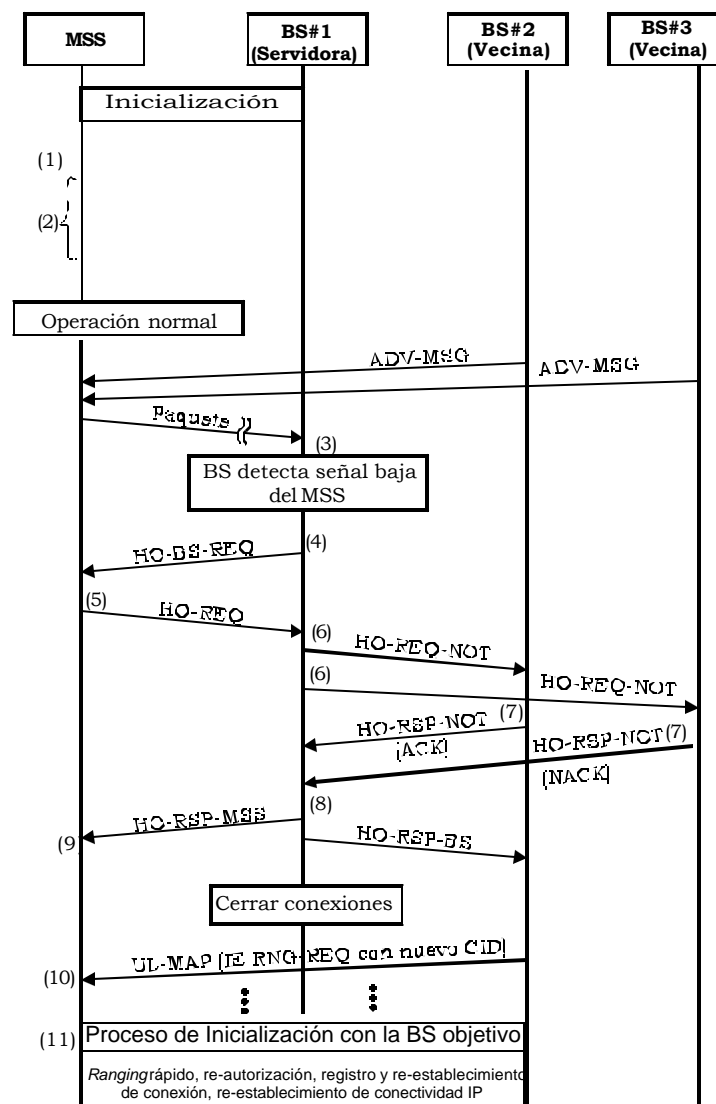 MSS
BS#1
(Servidora)
BS#2
(Vecina)
BS#3
(Vecina)
Inicialización
(1)
(2)
Operación normal
ADV-MSG
ADV-MSG
Paquete
(3)
BS detecta señal baja
del MSS
HO-BS-REQ
(4)
(5)
HO-REQ
(6)
HO-REQ-NOT
(6)
HO-REQ-NOT
HO-RSP-NOT
(7)
(ACK)
HO-RSP-NOT
(7)
(NACK)
(8)
HO-RSP-MSS
(9)
HO-RSP-BS
Cerrar conexiones
UL-MAP (IE RNG-REQ con nuevo CID)
(10)
(11)
Proceso de Inicialización con la BS objetivo
Rangingrápido, re-autorización, registro y re-establecimiento
de conexión, re-establecimiento de conectividad IP